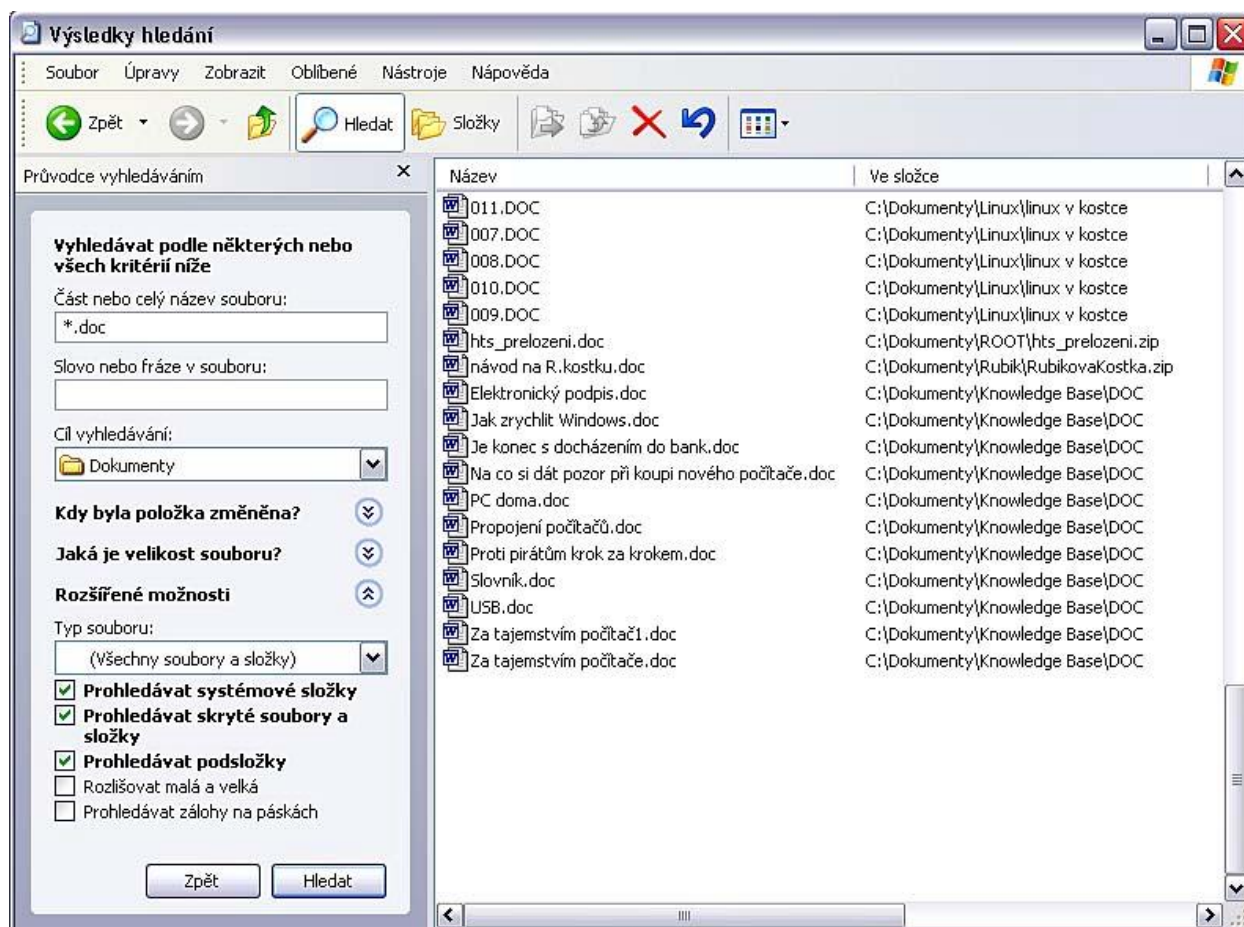 Výsledky hledání
Soubor Úpravy Zobrazit Oblíbené Nástroje Nápověda
Zpět Hledat Složky
Průvodce vyhledáváním
Vyhledávat podle některých nebo
všech kritérií níže
Část nebo celý název souboru:
*.doc
Slovo nebo fráze v souboru:
Cíl vyhledávání:
Dokumenty
Kdy byla položka změněna?
Jaká je velikost souboru?
Rozšířené možnosti
Typ souboru:
(Všechny soubory a složky)
Prohledávat systémové složky
Prohledávat skryté soubory a
složky
Prohledávat podsložky
Rozlišovat malá a velká
Prohledávat zálohy na páskách
Zpět Hledat
Název Ve složce
011.DOC C:\Dokumenty\Linux\linux v kostce
007.DOC C:\Dokumenty\Linux\linux v kostce
008.DOC C:\Dokumenty\Linux\linux v kostce
010.DOC C:\Dokumenty\Linux\linux v kostce
009.DOC C:\Dokumenty\Linux\linux v kostce
hts_prelozeni.doc C:\Dokumenty\ROOT\hts_prelozeni.zip
návod na R.kostku.doc C:\Dokumenty\Rubik\RubikovaKostka.zip
Elektronický podpis.doc C:\Dokumenty\Knowledge Base\DOC
Jak zrychlit Windows.doc C:\Dokumenty\Knowledge Base\DOC
Je konec s docházením do bank.doc C:\Dokumenty\Knowledge Base\DOC
Na co si dát pozor při koupi nového počítače.doc C:\Dokumenty\Knowledge Base\DOC
PC doma.doc C:\Dokumenty\Knowledge Base\DOC
Propojení počítačů.doc C:\Dokumenty\Knowledge Base\DOC
Proti pirátům krok za krokem.doc C:\Dokumenty\Knowledge Base\DOC
Slovník.doc C:\Dokumenty\Knowledge Base\DOC
USB.doc C:\Dokumenty\Knowledge Base\DOC
Za tajemstvím počítač1.doc C:\Dokumenty\Knowledge Base\DOC
Za tajemstvím počítače.doc C:\Dokumenty\Knowledge Base\DOC